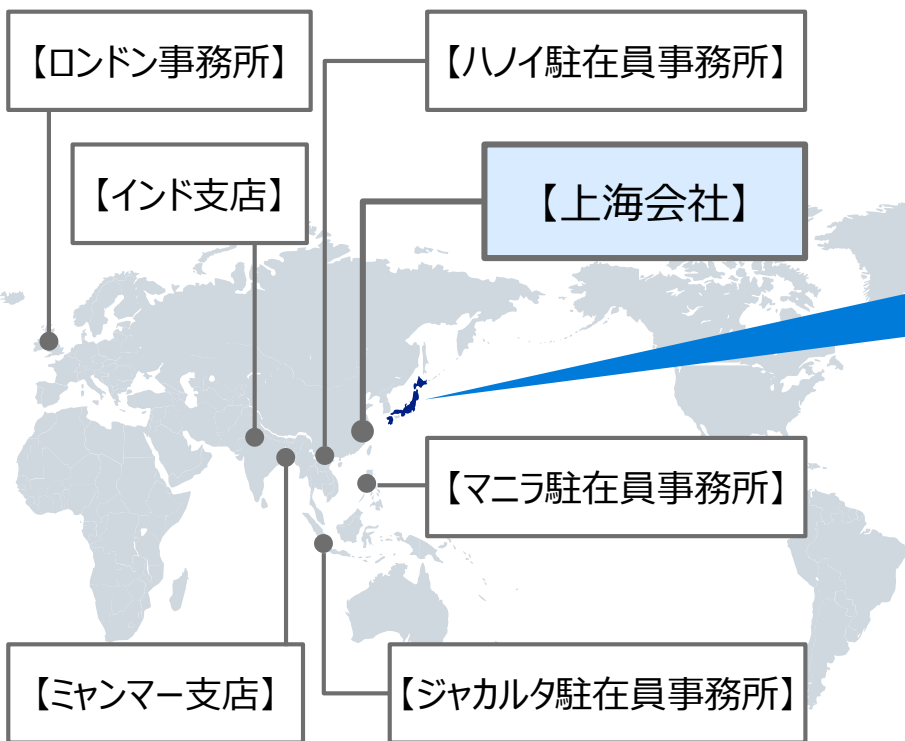 【ロンドン事務所】
【ハノイ駐在員事務所】
【インド支店】
【上海会社】
【マニラ駐在員事務所】
【ミャンマー支店】
【ジャカルタ駐在員事務所】